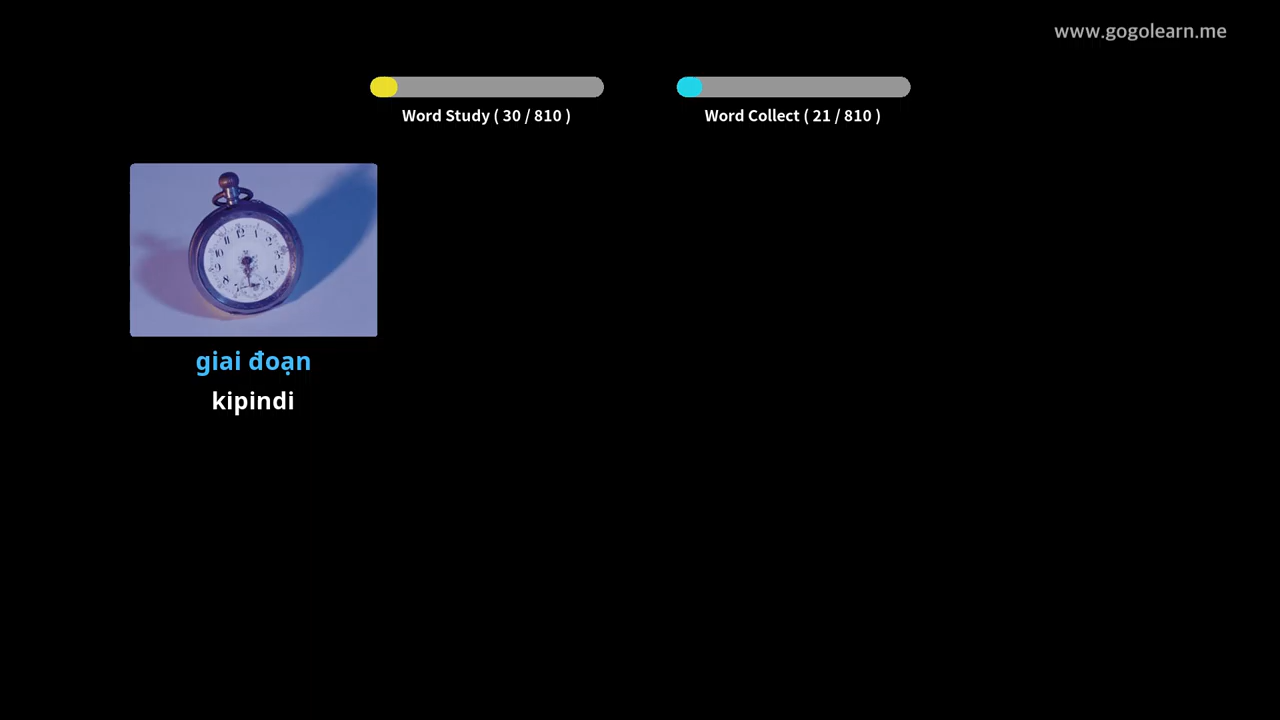 www.gogolearn.me
Word Study ( 30 / 810 )
Word Collect ( 21 / 810 )
giai đoạn
kipindi